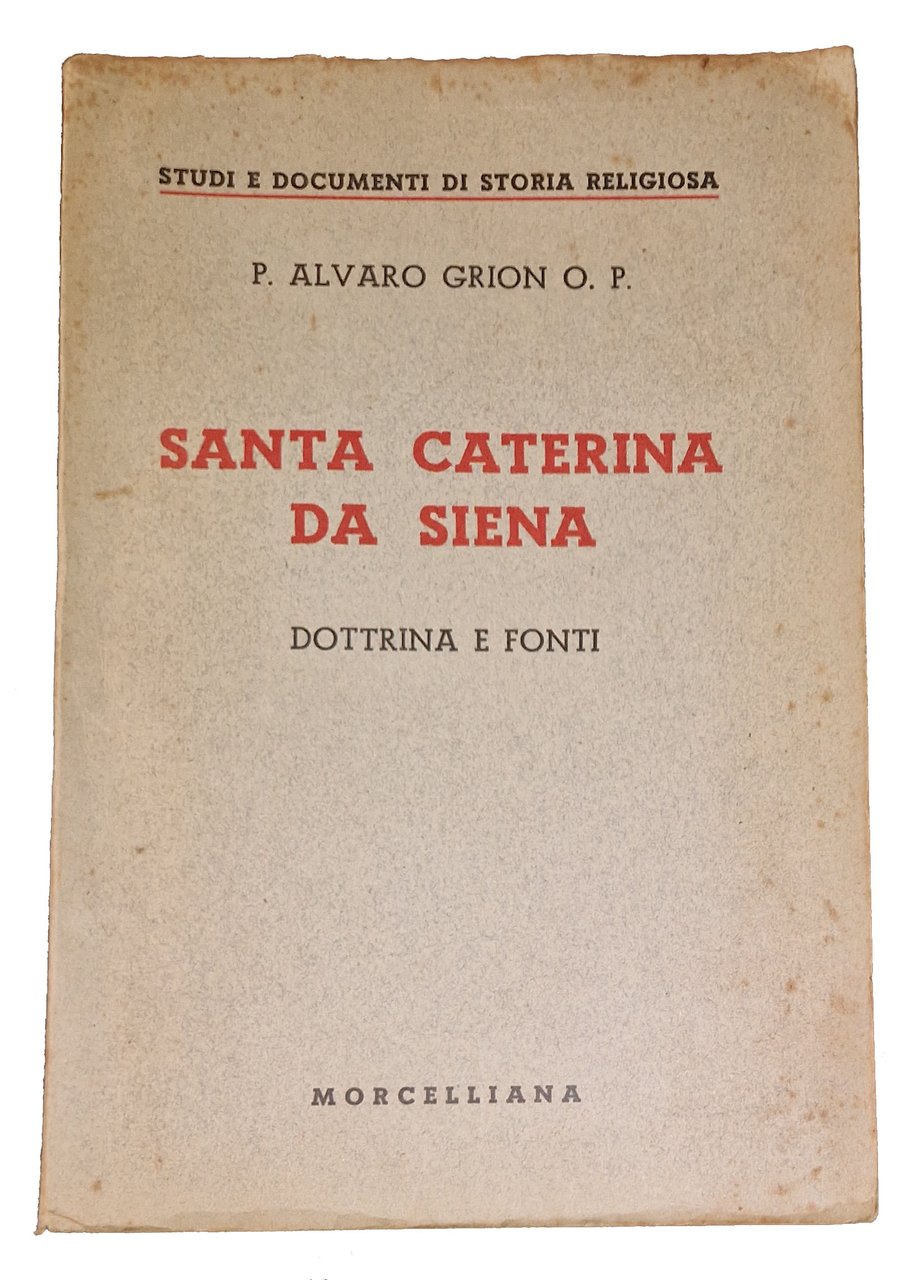 STUDI E DOCUMENTI DI STORIA RELIGIOSA
P. ALVARO GRION O. P.
SANTA CATERINA
DA SIENA
DOTTRINA E FONTI
MORCELLIANA